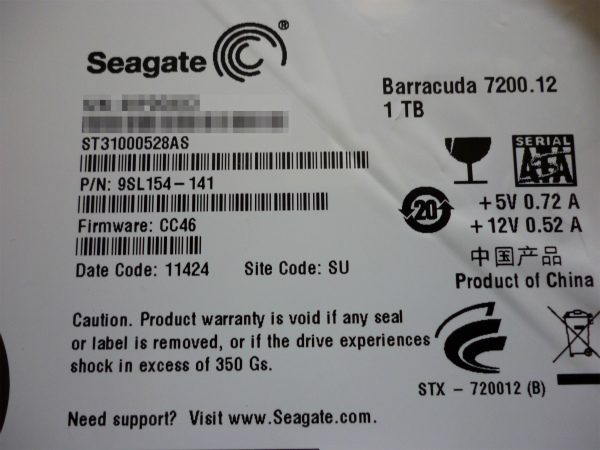 Seagate®
Barracuda 7200.12
1 TB
ST31000528AS
P/N: 9SL154-141
Firmware: CC46
Date Code: 11424 Site Code: SU
SERIAL
ATA
20
+5V 0.72 A
+12V 0.52 A
中国产品
Product of China
Caution. Product warranty is void if any seal
or label is removed, or if the drive experiences
shock in excess of 350 Gs.
STX - 720012 (B)
Need support? Visit www.Seagate.com.